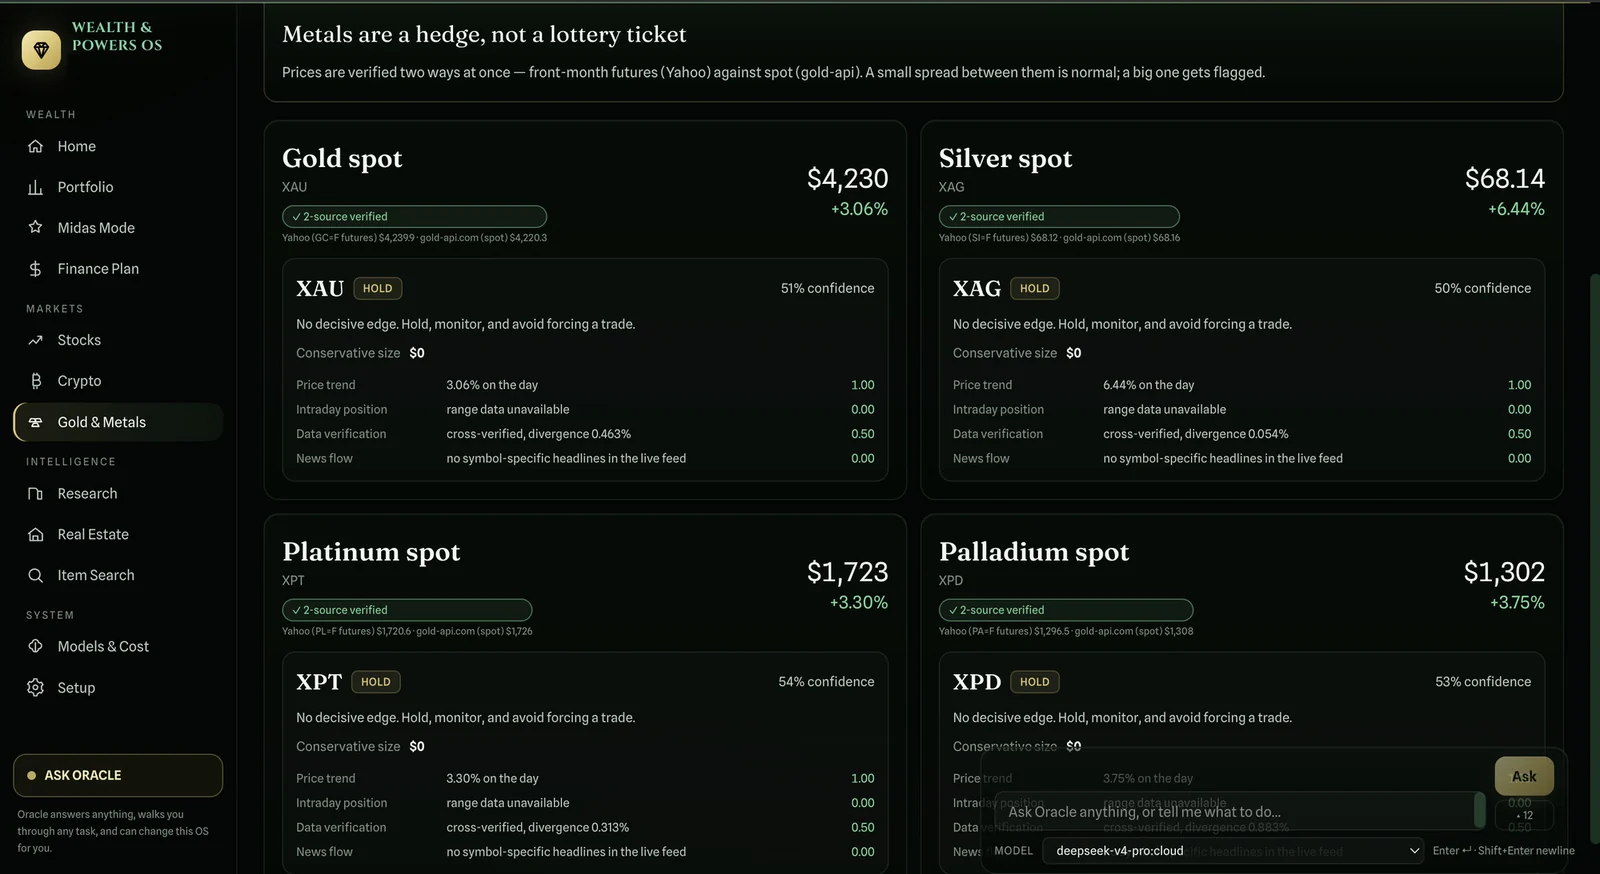 WEALTH &
POWERS OS
WEALTH
Home
Portfolio
Midas Mode
Finance Plan
MARKETS
Stocks
Crypto
Gold & Metals
INTELLIGENCE
Research
Real Estate
Item Search
SYSTEM
Models & Cost
Setup
ASK ORACLE
Oracle answers anything, walks you
through any task, and can change this OS
for you.
Metals are a hedge, not a lottery ticket
Prices are verified two ways at once — front-month futures (Yahoo) against spot (gold-api). A small spread between them is normal; a big one gets flagged.
Gold spot
XAU
$4,230
+3.06%
✓ 2-source verified
Yahoo (GC=F futures) $4,239.9 · gold-api.com (spot) $4,220.3
XAU HOLD 51% confidence
No decisive edge. Hold, monitor, and avoid forcing a trade.
Conservative size $0
Price trend 3.06% on the day 1.00
Intraday position range data unavailable 0.00
Data verification cross-verified, divergence 0.463% 0.50
News flow no symbol-specific headlines in the live feed 0.00
Silver spot
XAG
$68.14
+6.44%
✓ 2-source verified
Yahoo (SI=F futures) $68.12 · gold-api.com (spot) $68.16
XAG HOLD 50% confidence
No decisive edge. Hold, monitor, and avoid forcing a trade.
Conservative size $0
Price trend 6.44% on the day 1.00
Intraday position range data unavailable 0.00
Data verification cross-verified, divergence 0.054% 0.50
News flow no symbol-specific headlines in the live feed 0.00
Platinum spot
XPT
$1,723
+3.30%
✓ 2-source verified
Yahoo (PL=F futures) $1,720.6 · gold-api.com (spot) $1,726
XPT HOLD 54% confidence
No decisive edge. Hold, monitor, and avoid forcing a trade.
Conservative size $0
Price trend 3.30% on the day 1.00
Intraday position range data unavailable 0.00
Data verification cross-verified, divergence 0.313% 0.50
News flow no symbol-specific headlines in the live feed 0.00
Palladium spot
XPD
$1,302
+3.75%
✓ 2-source verified
Yahoo (PA=F futures) $1,296.5 · gold-api.com (spot) $1,308
XPD HOLD 53% confidence
No decisive edge. Hold, monitor, and avoid forcing a trade.
Conservative size $0
Price trend 3.75% on the day
range data unavailable 0.00
Data divergence 0.883% 0.50
News
Ask
Ask Oracle anything, or tell me what to do...
• 12
MODEL deepseek-v4-pro:cloud Enter ↵ · Shift+Enter newline